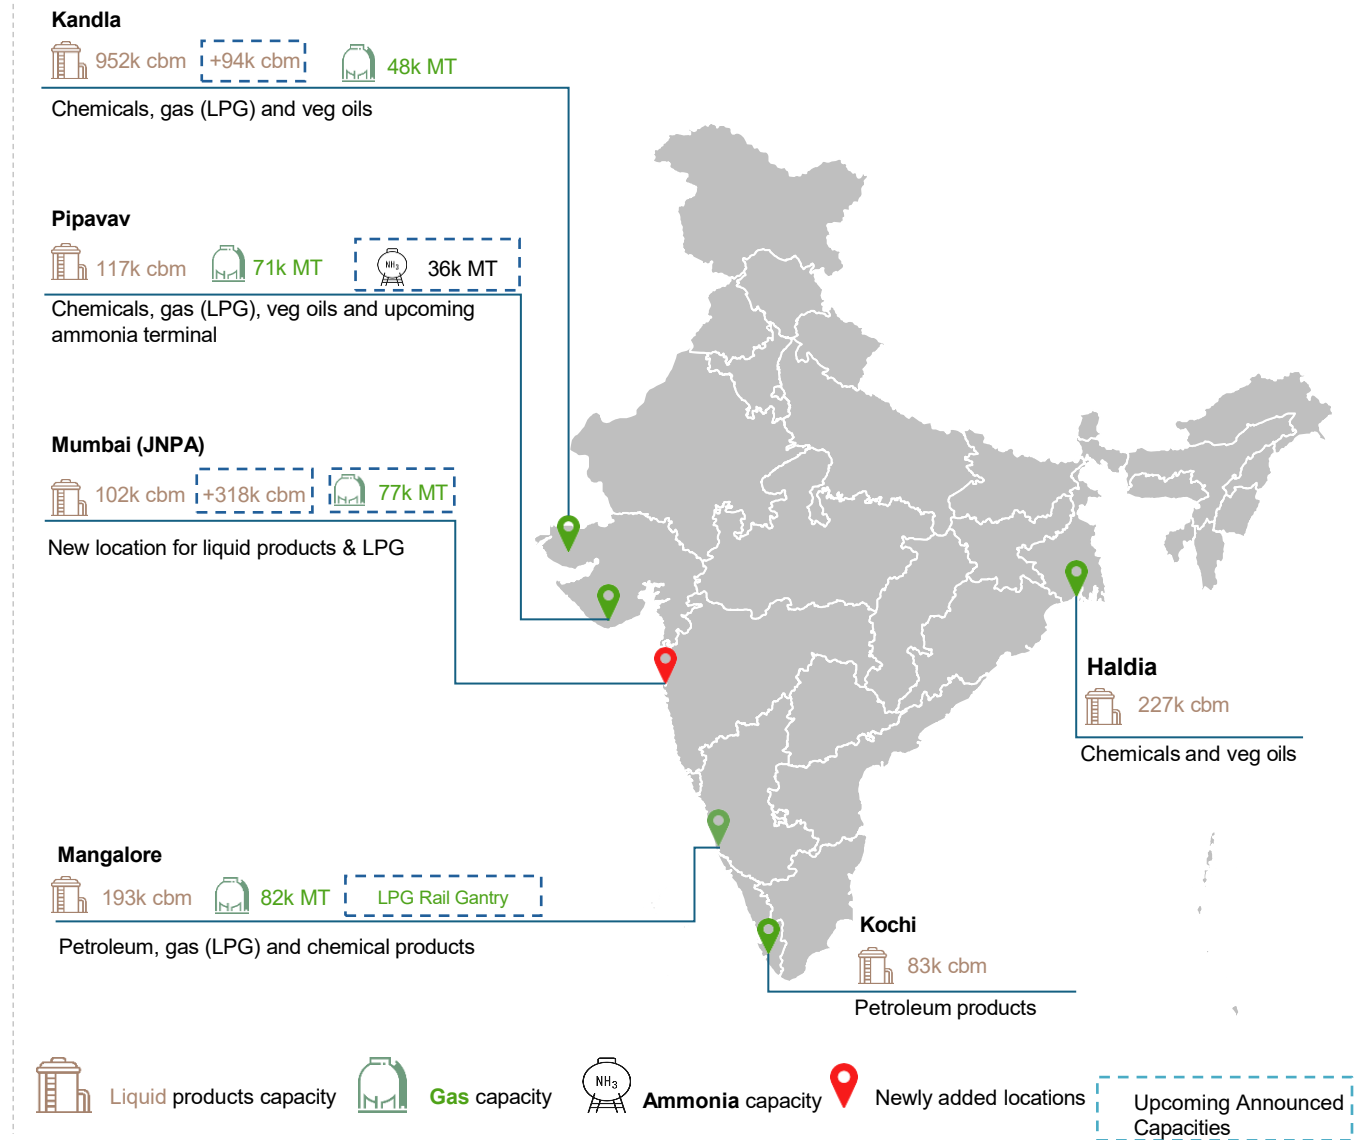 Kandla
952k cbm +94k cbm 48k MT
Chemicals, gas (LPG) and veg oils
Pipavav
117k cbm 71k MT NH₃ 36k MT
Chemicals, gas (LPG), veg oils and upcoming
ammonia terminal
Mumbai (JNPA)
102k cbm +318k cbm 77k MT
New location for liquid products & LPG
Haldia
227k cbm
Chemicals and veg oils
Mangalore
193k cbm 82k MT LPG Rail Gantry
Petroleum, gas (LPG) and chemical products
Kochi
83k cbm
Petroleum products
Liquid products capacity
Gas capacity
NH₃
Ammonia capacity
Newly added locations
Upcoming Announced
Capacities